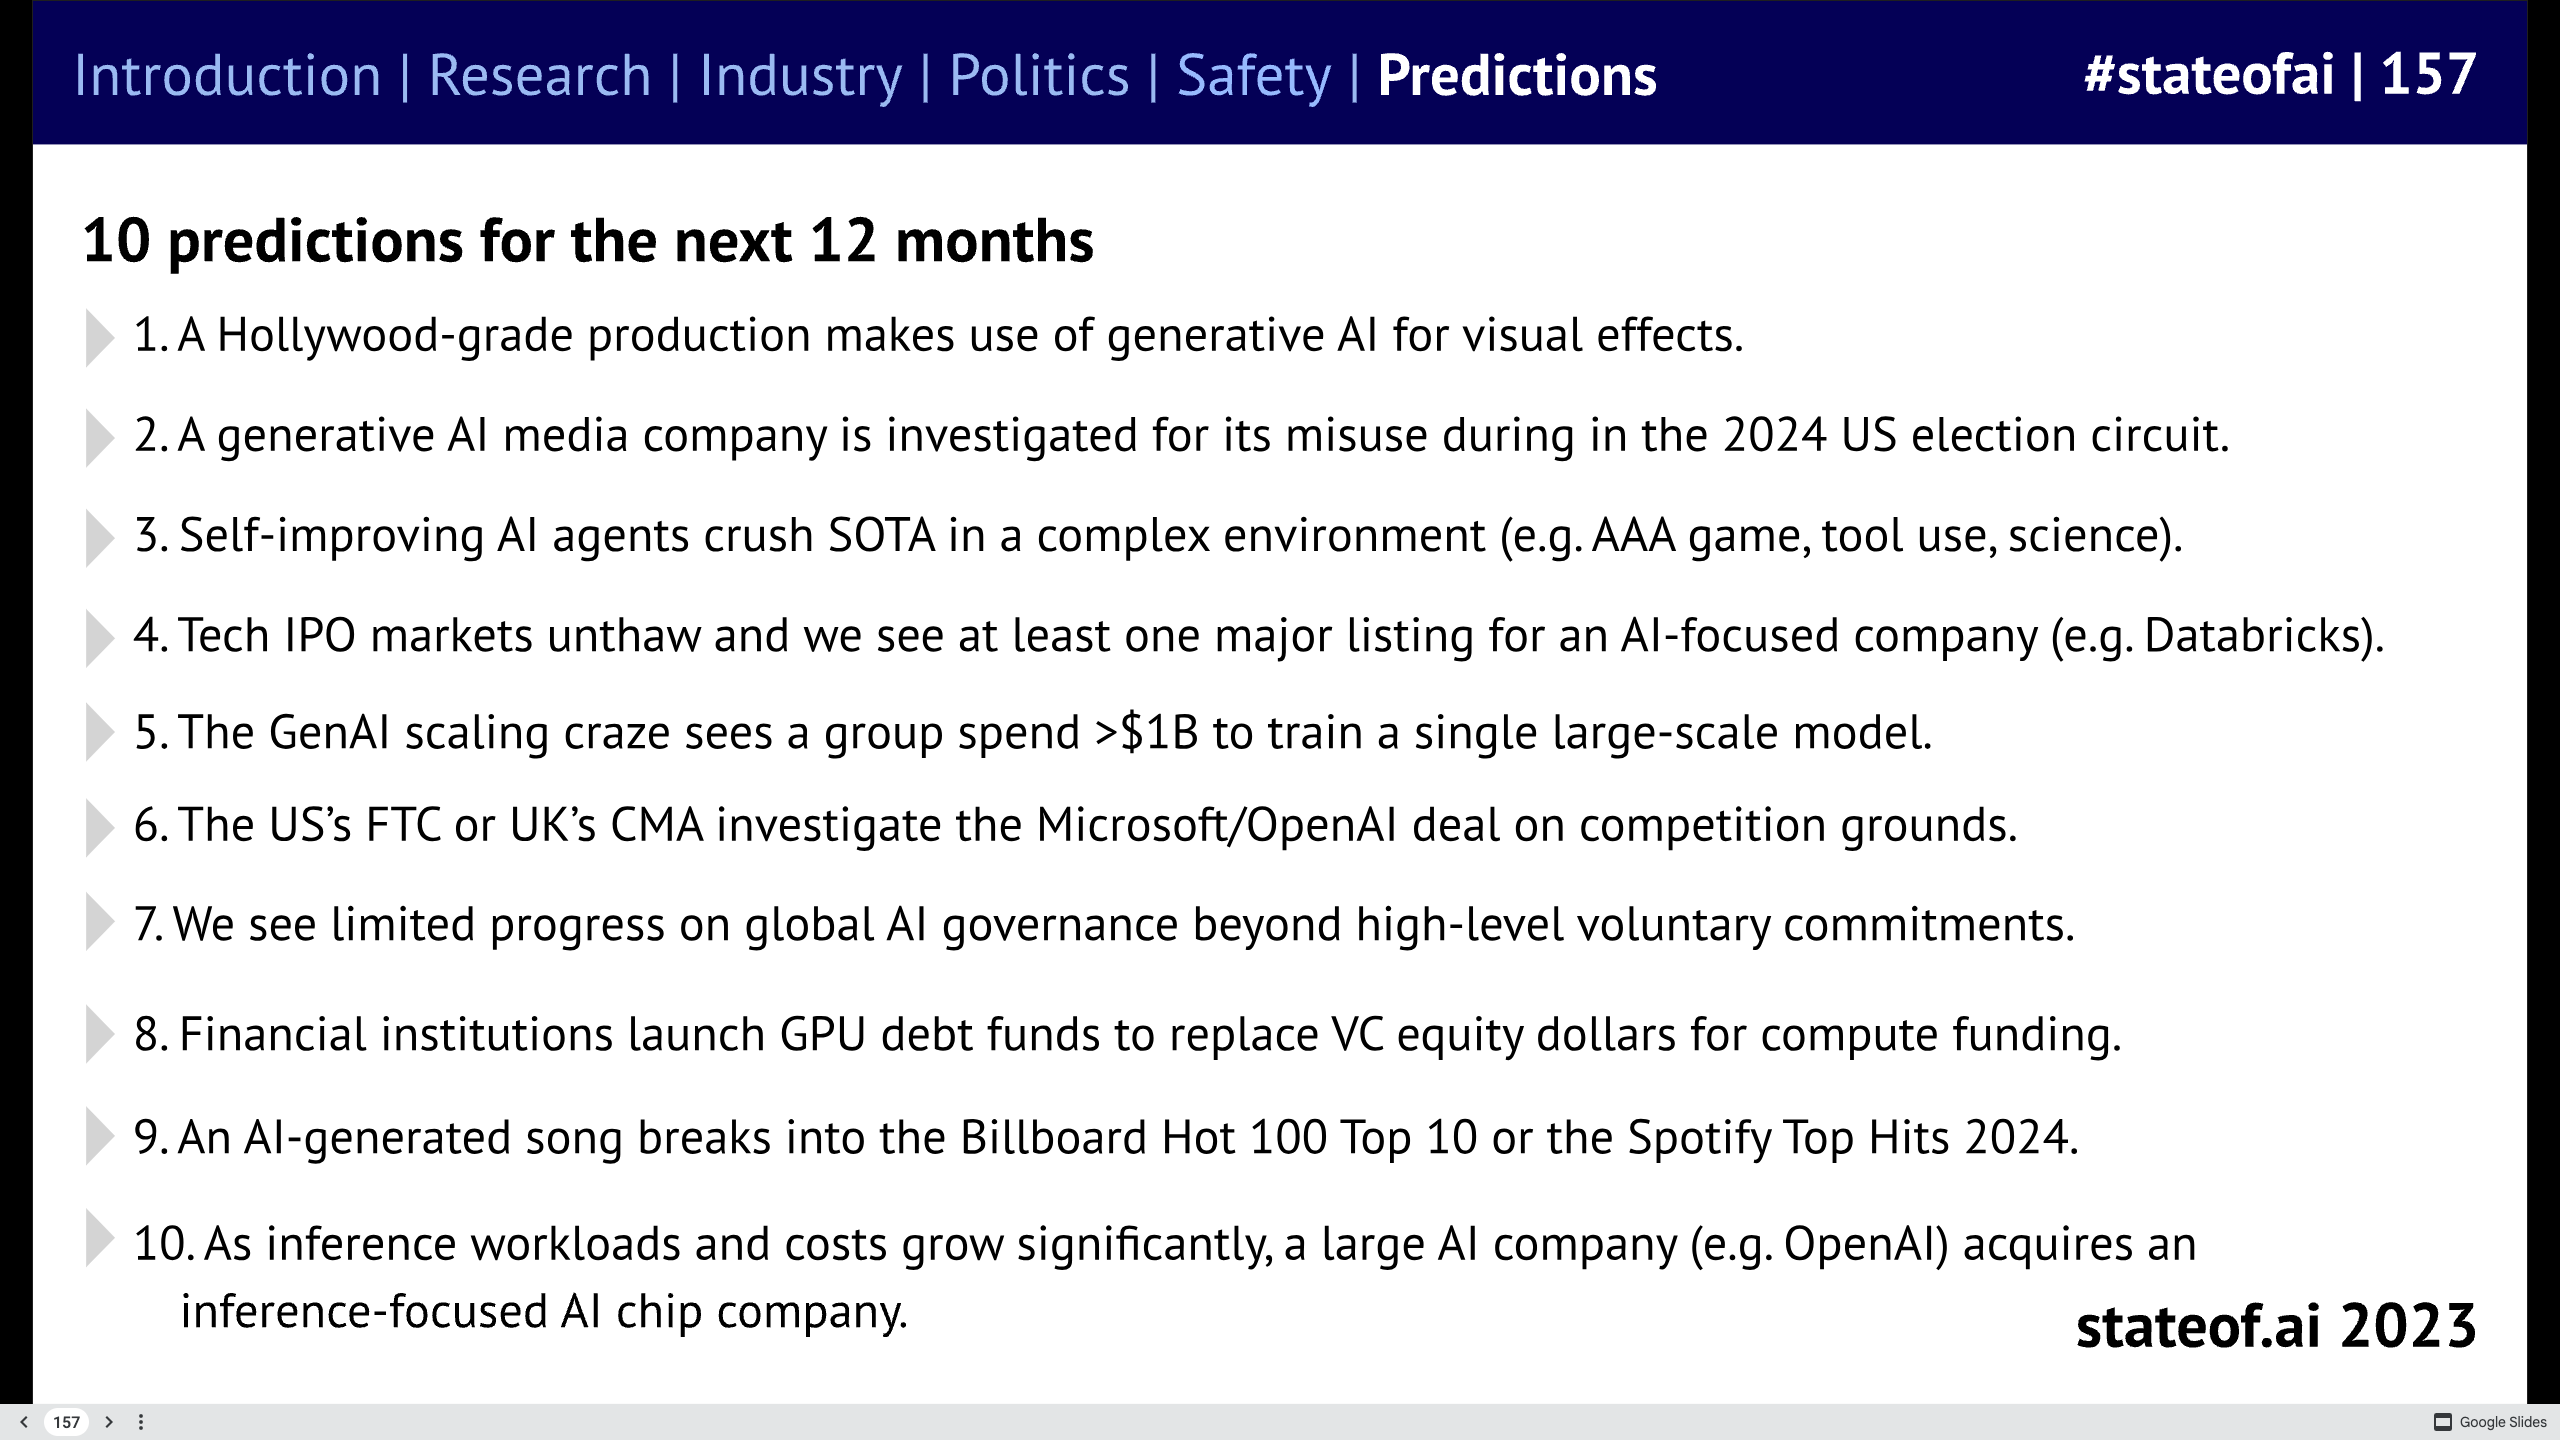 Introduction | Research | Industry | Politics | Safety | Predictions
#stateofai | 157
10 predictions for the next 12 months
1. A Hollywood-grade production makes use of generative AI for visual effects.
2. A generative AI media company is investigated for its misuse during in the 2024 US election circuit.
3. Self-improving AI agents crush SOTA in a complex environment (e.g. AAA game, tool use, science).
4. Tech IPO markets unthaw and we see at least one major listing for an AI-focused company (e.g. Databricks).
5. The GenAI scaling craze sees a group spend >$1B to train a single large-scale model.
6. The US’s FTC or UK’s CMA investigate the Microsoft/OpenAI deal on competition grounds.
7. We see limited progress on global AI governance beyond high-level voluntary commitments.
8. Financial institutions launch GPU debt funds to replace VC equity dollars for compute funding.
9. An AI-generated song breaks into the Billboard Hot 100 Top 10 or the Spotify Top Hits 2024.
10. As inference workloads and costs grow significantly, a large AI company (e.g. OpenAI) acquires an
inference-focused AI chip company.
stateof.ai 2023
157
Google Slides